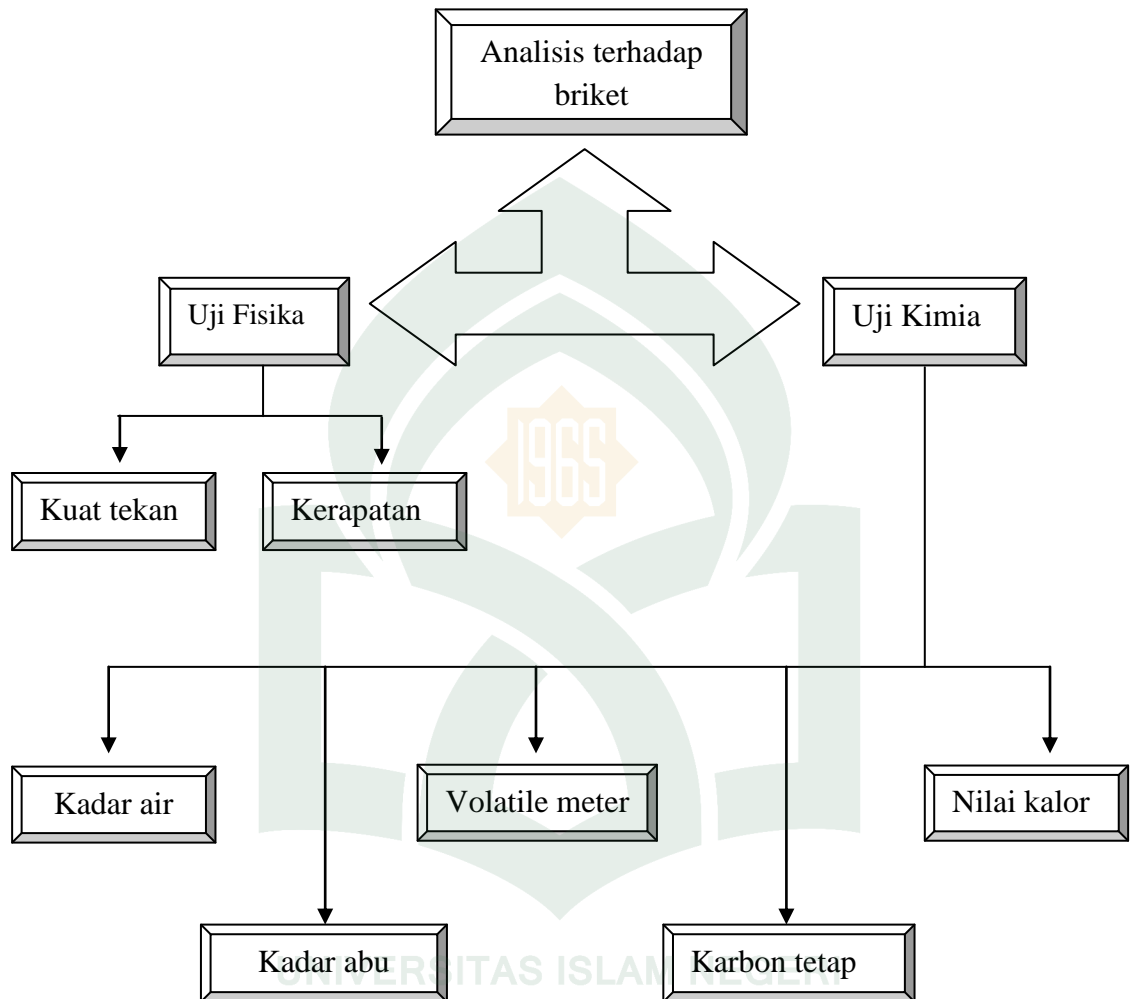 Analisis terhadap
briket
Uji Fisika
Uji Kimia
1965
Kuat tekan
Kerapatan
Kadar air
Volatile meter
Nilai kalor
Kadar abu
Karbon tetap
UNIVERSITAS ISLAM NEGERI